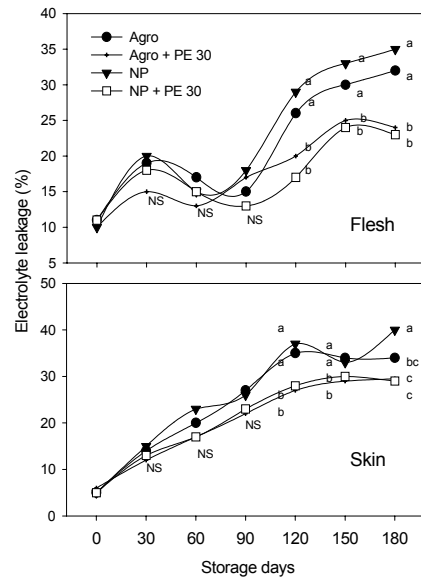 Agro
Agro + PE 30
NP
NP + PE 30
40
35
30
25
20
15
10
5
a
a
a
a
a
a
b
b
b
b
b
b
NS
NS
NS
Flesh
Electrolyte leakage (%)
50
40
30
20
10
0
a
a
a
a
a
bc
b
b
b
b
c
c
NS
NS
NS
Skin
0 30 60 90 120 150 180
Storage days